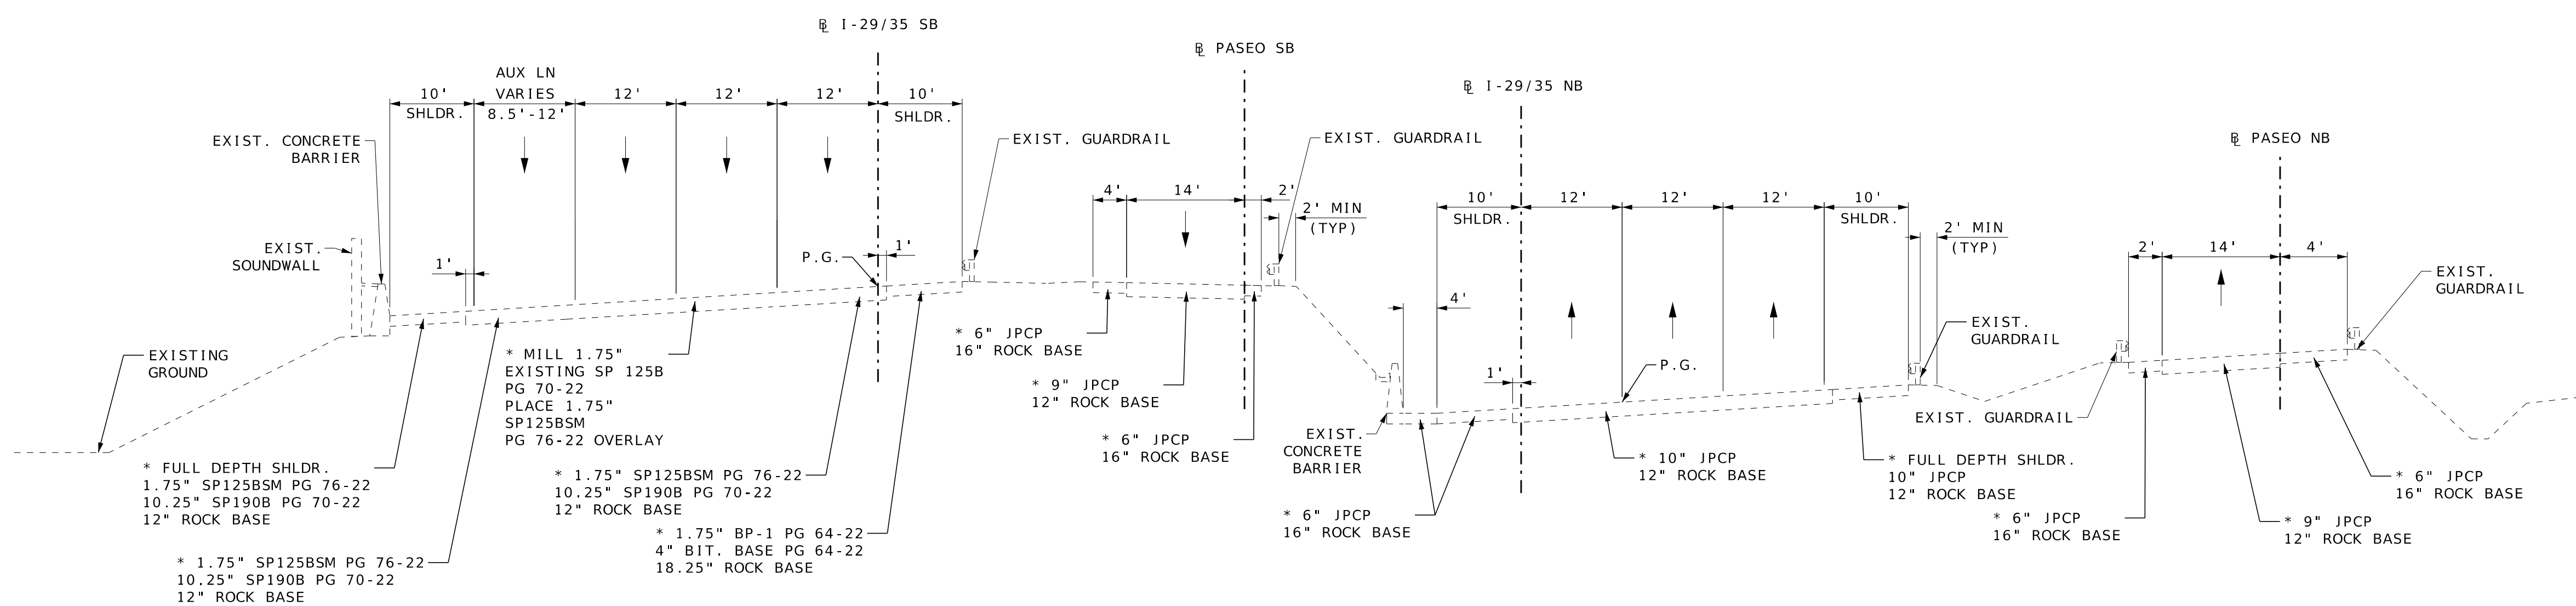 ℄ I-29/35 SB
℄ PASEO SB
℄ I-29/35 NB
℄ PASEO NB
10'
SHLDR.
AUX LN
VARIES
8.5'-12'
12'
12'
12'
10'
SHLDR.
EXIST. CONCRETE
BARRIER
EXIST.
SOUNDWALL
1'
P.G.
1'
EXIST. GUARDRAIL
4'
14'
2'
EXIST. GUARDRAIL
2' MIN
(TYP)
10'
SHLDR.
12'
12'
12'
10'
SHLDR.
2' MIN
(TYP)
4'
1'
P.G.
EXIST.
GUARDRAIL
2'
14'
4'
EXIST.
GUARDRAIL
EXISTING
GROUND
* FULL DEPTH SHLDR.
1.75" SP125BSM PG 76-22
10.25" SP190B PG 70-22
12" ROCK BASE
* 1.75" SP125BSM PG 76-22
10.25" SP190B PG 70-22
12" ROCK BASE
* MILL 1.75"
EXISTING SP 125B
PG 70-22
PLACE 1.75"
SP125BSM
PG 76-22 OVERLAY
* 1.75" SP125BSM PG 76-22
10.25" SP190B PG 70-22
12" ROCK BASE
* 1.75" BP-1 PG 64-22
4" BIT. BASE PG 64-22
18.25" ROCK BASE
* 6" JPCP
16" ROCK BASE
* 9" JPCP
12" ROCK BASE
* 6" JPCP
16" ROCK BASE
EXIST.
CONCRETE
BARRIER
* 6" JPCP
16" ROCK BASE
* 10" JPCP
12" ROCK BASE
* FULL DEPTH SHLDR.
10" JPCP
12" ROCK BASE
EXIST. GUARDRAIL
* 6" JPCP
16" ROCK BASE
* 9" JPCP
12" ROCK BASE
* 6" JPCP
16" ROCK BASE